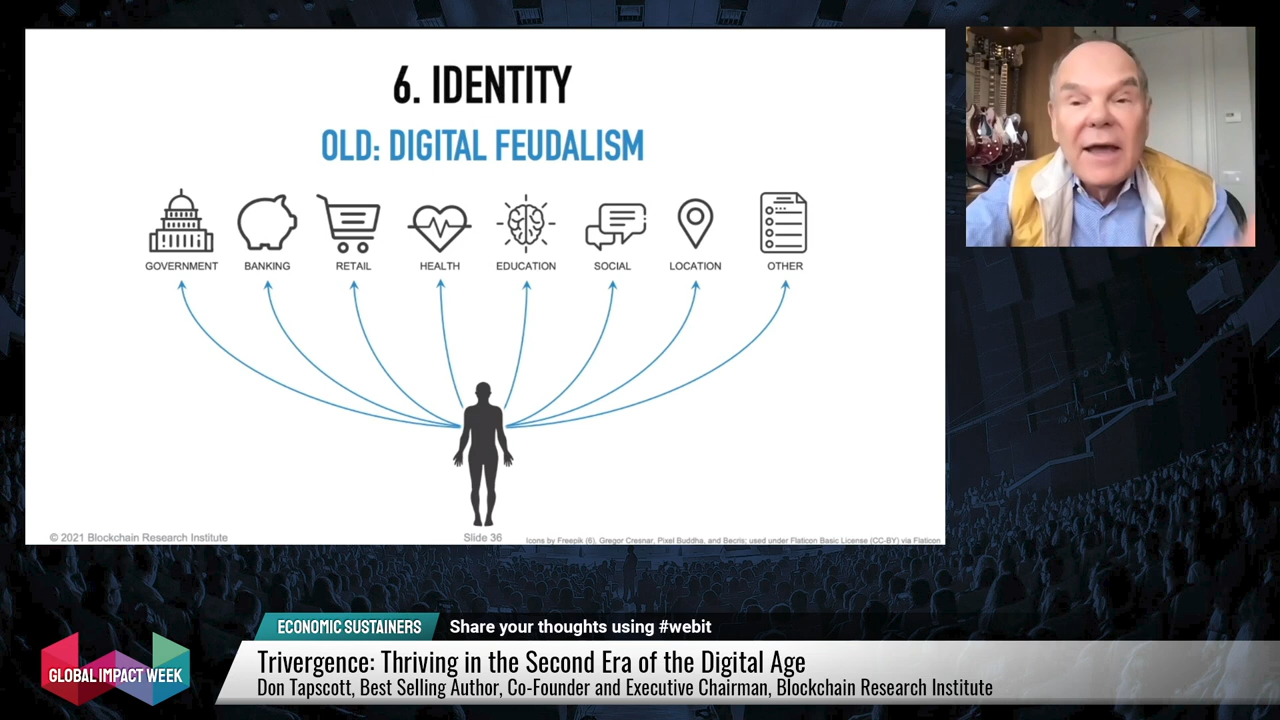 6. IDENTITY
OLD: DIGITAL FEUDALISM
GOVERNMENT BANKING RETAIL HEALTH EDUCATION SOCIAL LOCATION OTHER
© 2021 Blockchain Research Institute
Slide 36
Icons by Freepik (6), Gregor Cresnar, Pixel Buddha, and Becris; used under Flaticon Basic License (CC-BY) via Flaticon
ECONOMIC SUSTAINERS
Share your thoughts using #webit
GLOBAL IMPACT WEEK
Trivergence: Thriving in the Second Era of the Digital Age
Don Tapscott, Best Selling Author, Co-Founder and Executive Chairman, Blockchain Research Institute